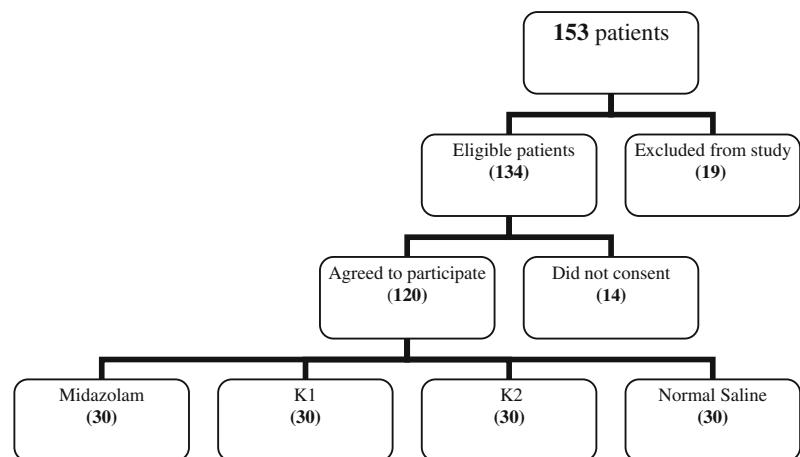 153 patients
Eligible patients
(134)
Excluded from study
(19)
Agreed to participate
(120)
Did not consent
(14)
Midazolam
(30)
K1
(30)
K2
(30)
Normal Saline
(30)